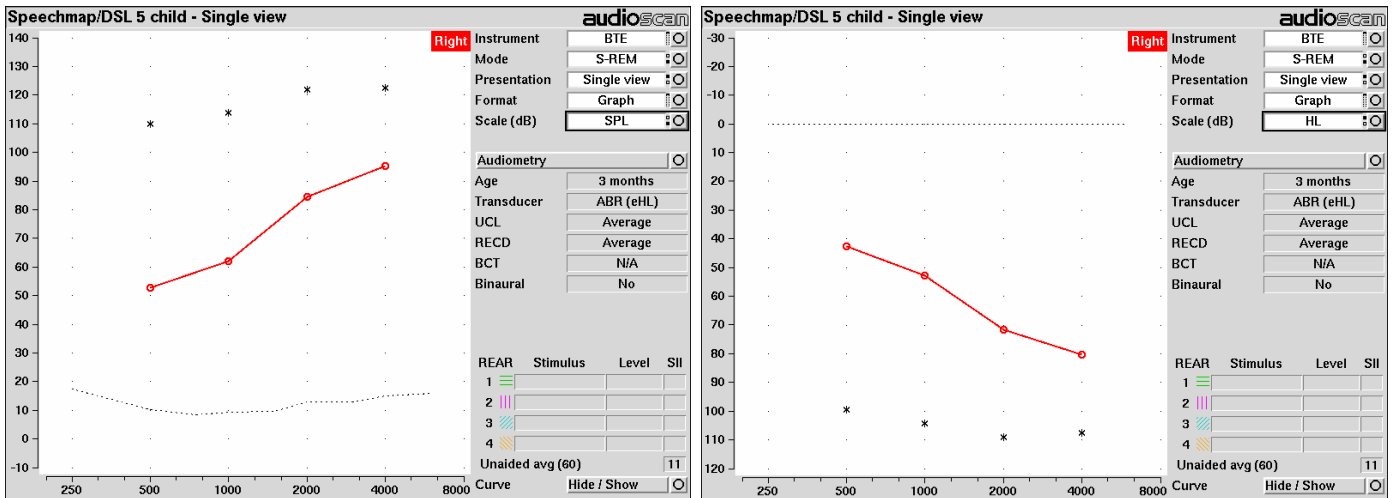 Speechmap/DSL 5 child - Single view audioscan
140
130
120
110
100
90
80
70
60
50
40
30
20
10
0
-10
250 500 1000 2000 4000 8000
Right
Instrument BTE
Mode S-REM
Presentation Single view
Format Graph
Scale (dB) SPL
Audiometry
Age 3 months
Transducer ABR (eHL)
UCL Average
RECD Average
BCT N/A
Binaural No
REAR Stimulus Level SII
1
2
3
4
Unaided avg (60) 11
Curve Hide / Show
Speechmap/DSL 5 child - Single view audioscan
-30
-20
-10
0
10
20
30
40
50
60
70
80
90
100
110
120
250 500 1000 2000 4000 8000
Right
Instrument BTE
Mode S-REM
Presentation Single view
Format Graph
Scale (dB) HL
Audiometry
Age 3 months
Transducer ABR (eHL)
UCL Average
RECD Average
BCT N/A
Binaural No
REAR Stimulus Level SII
1
2
3
4
Unaided avg (60) 11
Curve Hide / Show